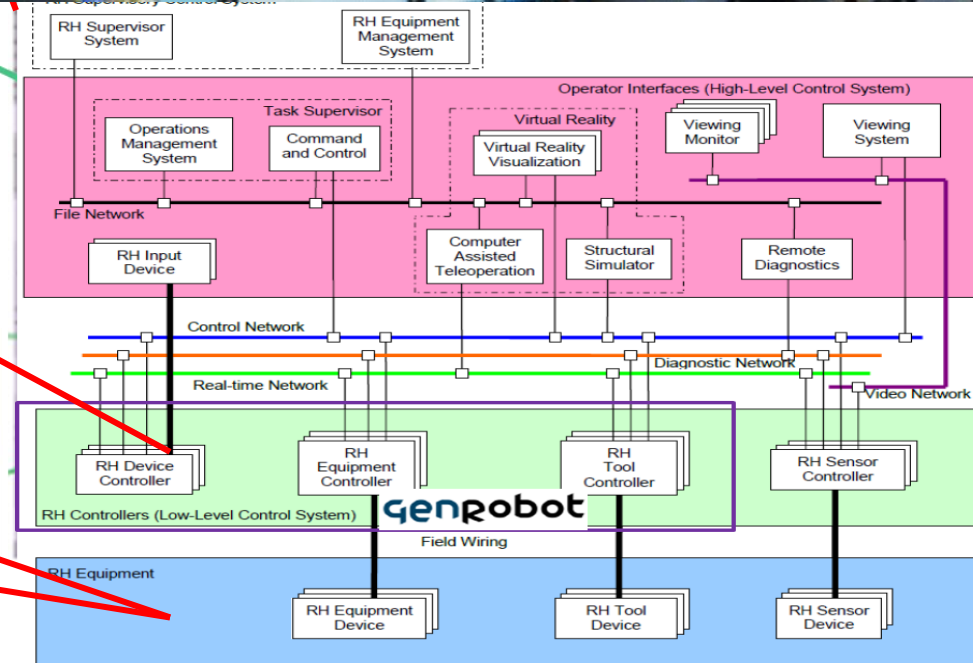 RH Supervisory Control System
RH Supervisor
System
RH Equipment
Management
System
Operator Interfaces (High-Level Control System)
Task Supervisor
Operations
Management
System
Command
and Control
Virtual Reality
Virtual Reality
Visualization
Viewing
Monitor
Viewing
System
File Network
RH Input
Device
Computer
Assisted
Teleoperation
Structural
Simulator
Remote
Diagnostics
Control Network
Diagnostic Network
Real-time Network
Video Network
RH Device
Controller
RH
Equipment
Controller
RH
Tool
Controller
RH Sensor
Controller
RH Controllers (Low-Level Control System)
genrobot
Field Wiring
RH Equipment
RH Equipment
Device
RH Tool
Device
RH Sensor
Device